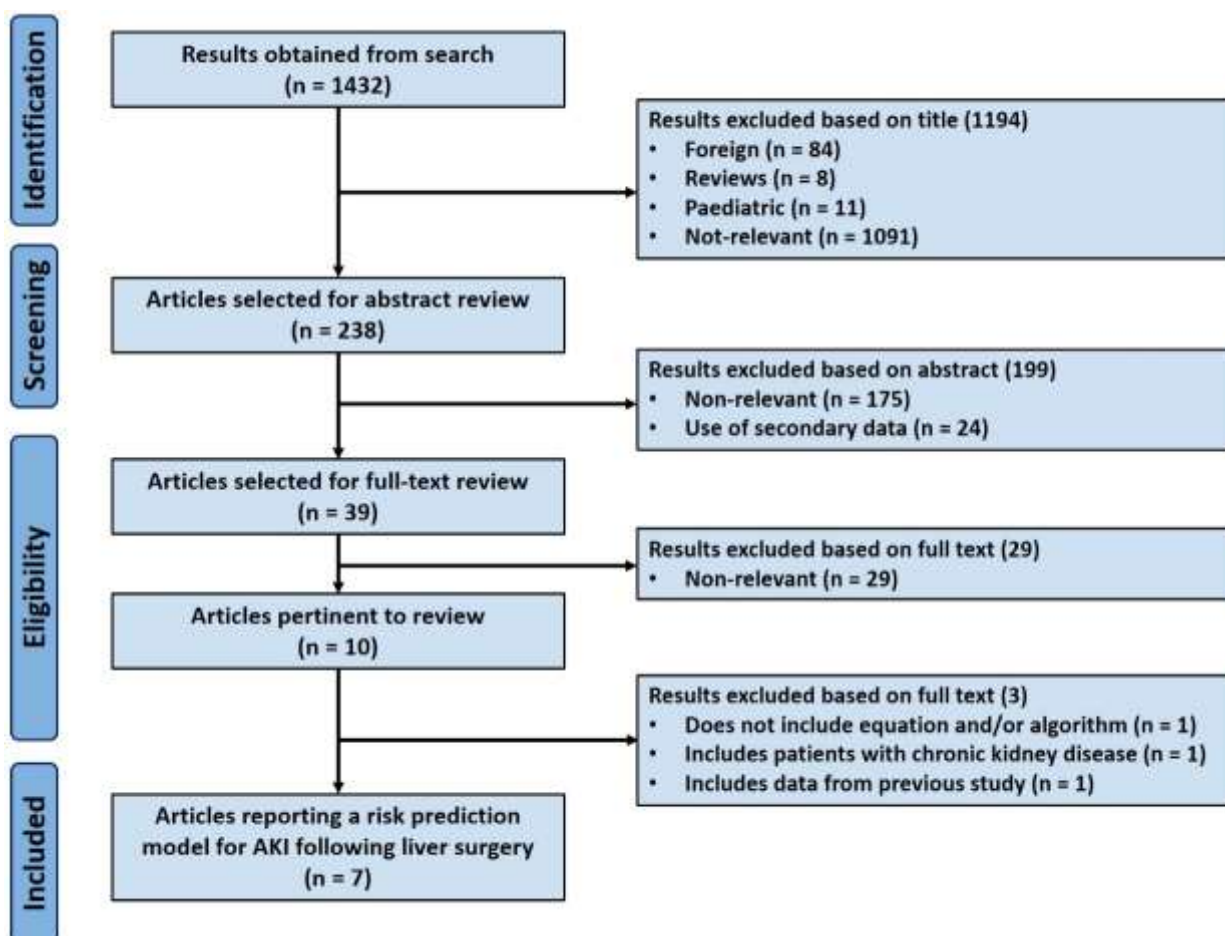 Identification
Results obtained from search
(n = 1432)
Results excluded based on title (1194)
• Foreign (n = 84)
• Reviews (n = 8)
• Paediatric (n = 11)
• Not-relevant (n = 1091)
Screening
Articles selected for abstract review
(n = 238)
Results excluded based on abstract (199)
• Non-relevant (n = 175)
• Use of secondary data (n = 24)
Eligibility
Articles selected for full-text review
(n = 39)
Results excluded based on full text (29)
• Non-relevant (n = 29)
Articles pertinent to review
(n = 10)
Results excluded based on full text (3)
• Does not include equation and/or algorithm (n = 1)
• Includes patients with chronic kidney disease (n = 1)
• Includes data from previous study (n = 1)
Included
Articles reporting a risk prediction
model for AKI following liver surgery
(n = 7)